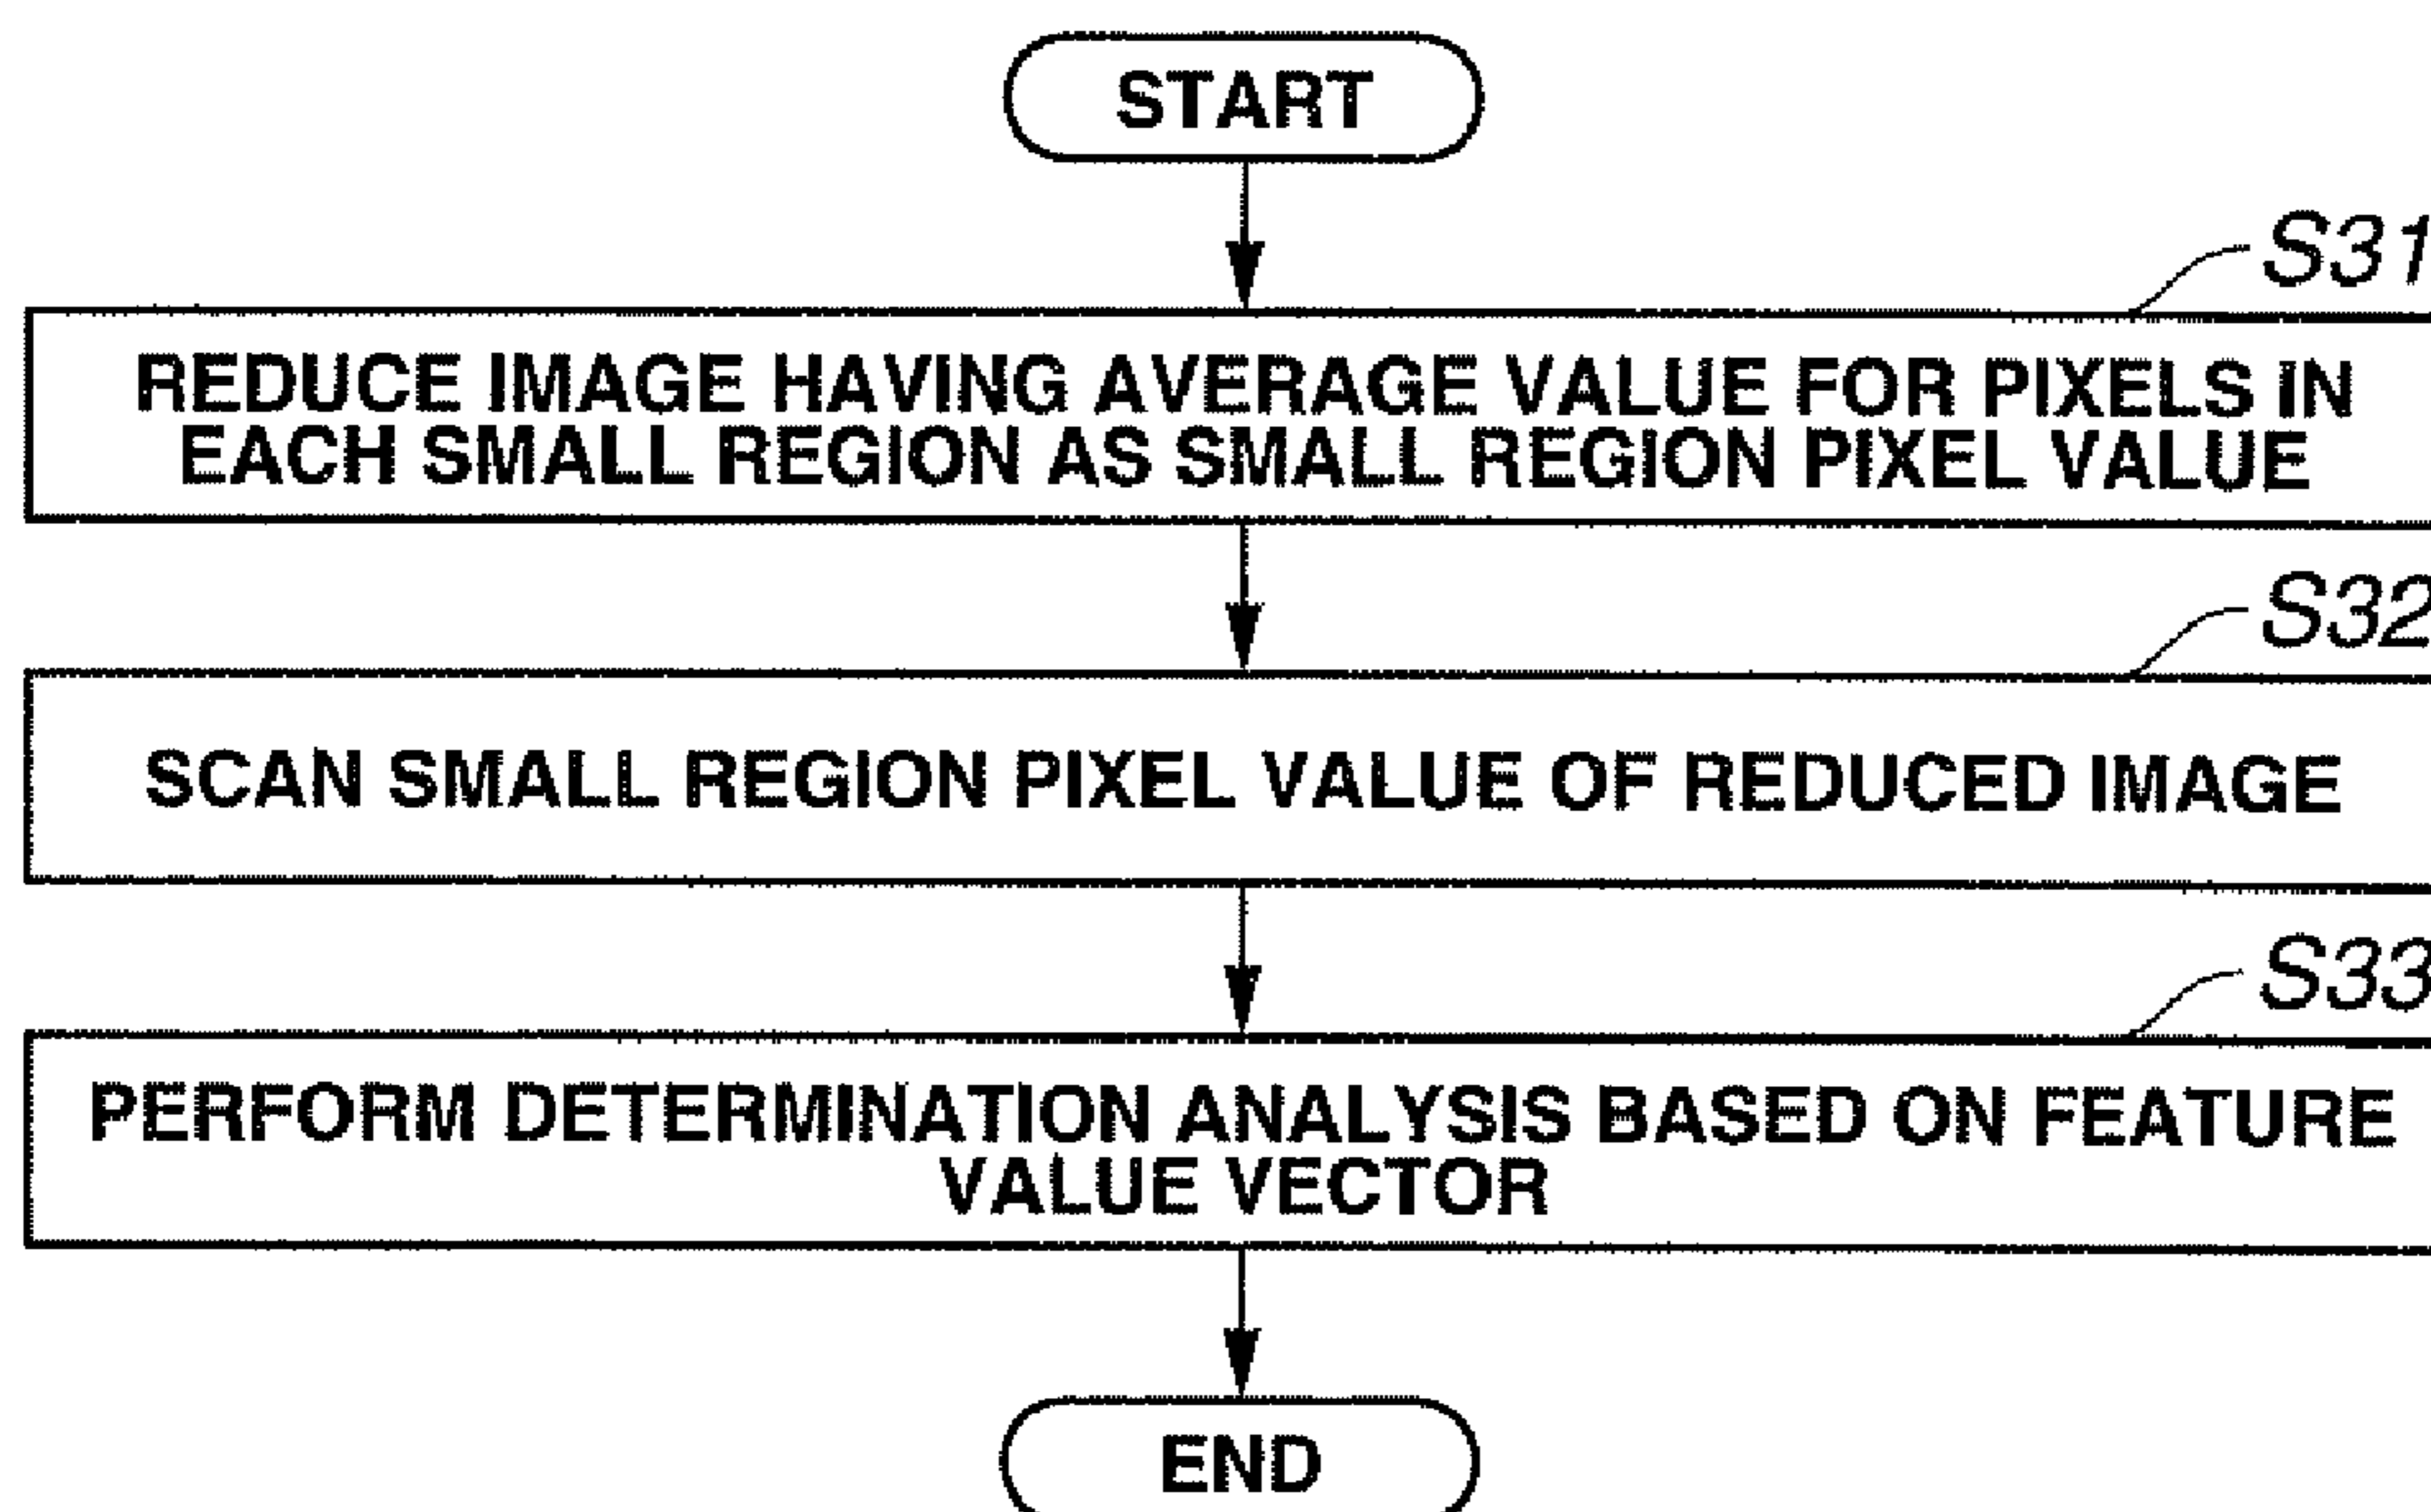 START
S31
REDUCE IMAGE HAVING AVERAGE VALUE FOR PIXELS IN
EACH SMALL REGION AS SMALL REGION PIXEL VALUE
S32
SCAN SMALL REGION PIXEL VALUE OF REDUCED IMAGE
S33
PERFORM DETERMINATION ANALYSIS BASED ON FEATURE
VALUE VECTOR
END